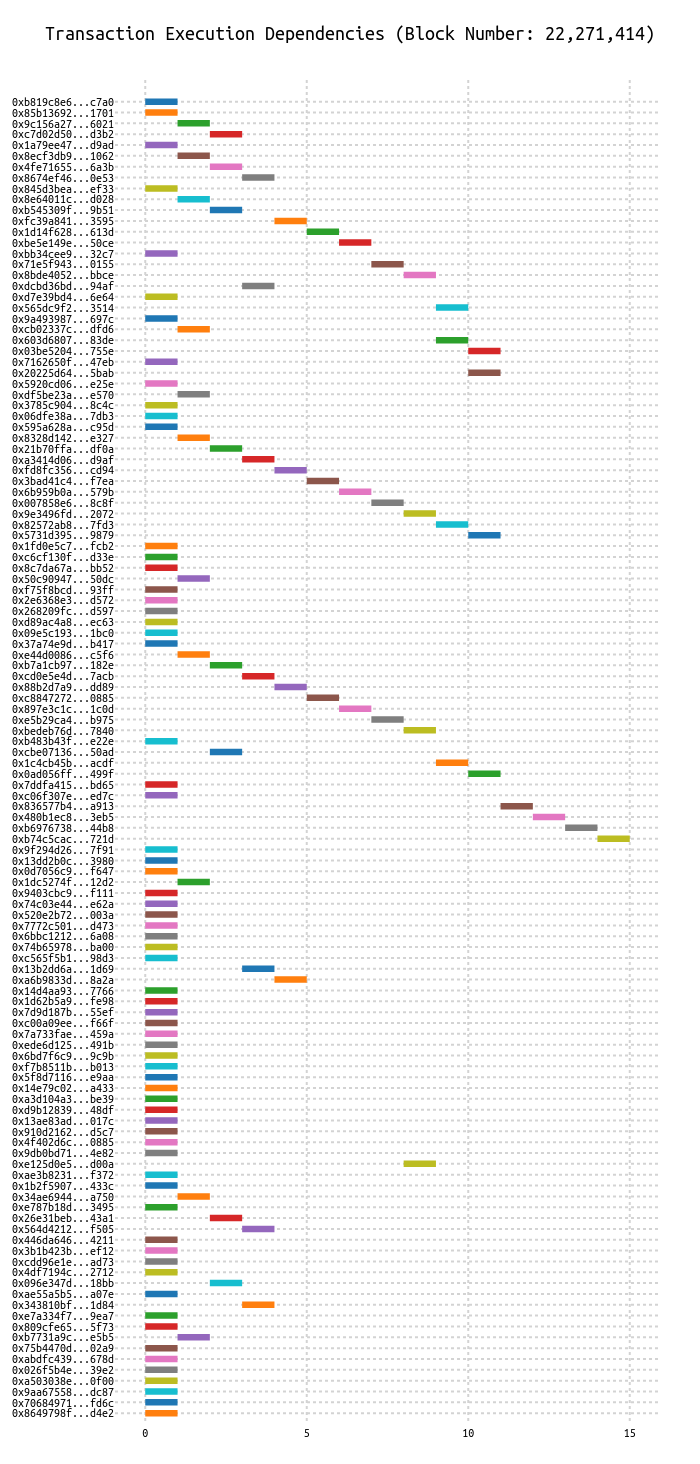 Transaction Execution Dependencies (Block Number: 22,271,414)
0xb819c8e6...c7a0
0x85b13692...1701
0x9c156a27...6021
0xc7d02d50...d3b2
0x1a79ee47...d9ad
0x8ecf3db9...1062
0x4fe71655...6a3b
0x8674ef46...0e53
0x845d3bea...ef33
0x8e64011c...d028
0xb545309f...9b51
0xfc39a841...3595
0x1d14f628...613d
0xbe5e149e...50ce
0xbb34cee9...32c7
0x71e5f943...0155
0x8bde4052...bbce
0xdcbd36bd...94af
0xd7e39bd4...6e64
0x565dc9f2...3514
0x9a493987...697c
0xcb02337c...dfd6
0x603d6807...83de
0x03be5204...755e
0x7162650f...47eb
0x20225d64...5bab
0x5920cd06...e25e
0xdf5be23a...e570
0x3785c904...8c4c
0x06dfe38a...7db3
0x595a628a...c95d
0x8328d142...e327
0x21b70ffa...df0a
0xa3414d06...d9af
0xfd8fc356...cd94
0x3bad41c4...f7ea
0x6b959b0a...579b
0x007858e6...8c8f
0x9e3496fd...2072
0x82572ab8...7fd3
0x5731d395...9879
0x1fd0e5c7...fcb2
0xc6cf130f...d33e
0x8c7da67a...bb52
0x50c90947...50dc
0xf75f8bcd...93ff
0x2e6368e3...d572
0x268209fc...d597
0xd89ac4a8...ec63
0x09e5c193...1bc0
0x37a74e9d...b417
0xe44d0086...c5f6
0xb7a1cb97...182e
0xcd0e5e4d...7acb
0x88b2d7a9...dd89
0xc8847272...0885
0x897e3c1c...1c0d
0xe5b29ca4...b975
0xbedeb76d...7840
0xb483b43f...e22e
0xcbe07136...50ad
0x1c4cb45b...acdf
0x0ad056ff...499f
0x7ddfa415...bd65
0xc06f307e...ed7c
0x836577b4...a913
0x480b1ec8...3eb5
0xb6976738...44b8
0xb74c5cac...721d
0x9f294d26...7f91
0x13dd2b0c...3980
0x0d7056c9...f647
0x1dc5274f...12d2
0x9403cbc9...f111
0x74c03e44...e62a
0x520e2b72...003a
0x7772c501...d473
0x6bbc1212...6a08
0x74b65978...ba00
0xc565f5b1...98d3
0x13b2dd6a...1d69
0xa6b9833d...8a2a
0x14d4aa93...7766
0x1d62b5a9...fe98
0x7d9d187b...55ef
0xc00a09ee...f66f
0x7a733fae...459a
0xede6d125...491b
0x6bd7f6c9...9c9b
0xf7b8511b...b013
0x5f8d7116...e9aa
0x14e79c02...a433
0xa3d104a3...be39
0xd9b12839...48df
0x13ae83ad...017c
0x910d2162...d5c7
0x4f402d6c...0885
0x9db0bd71...4e82
0xe125d0e5...d00a
0xae3b8231...f372
0x1b2f5907...433c
0x34ae6944...a750
0xe787b18d...3495
0x26e31beb...43a1
0x564d4212...f505
0x446da646...4211
0x3b1b423b...ef12
0xcdd96e1e...ad73
0x4df7194c...2712
0x096e347d...18bb
0xae55a5b5...a07e
0x343810bf...1d84
0xe7a334f7...9ea7
0x809cfe65...5f73
0xb7731a9c...e5b5
0x75b4470d...02a9
0xabdfc439...678d
0x026f5b4e...39e2
0xa503038e...0f00
0x9aa67558...dc87
0x70684971...fd6c
0x8649798f...d4e2
0 5 10 15